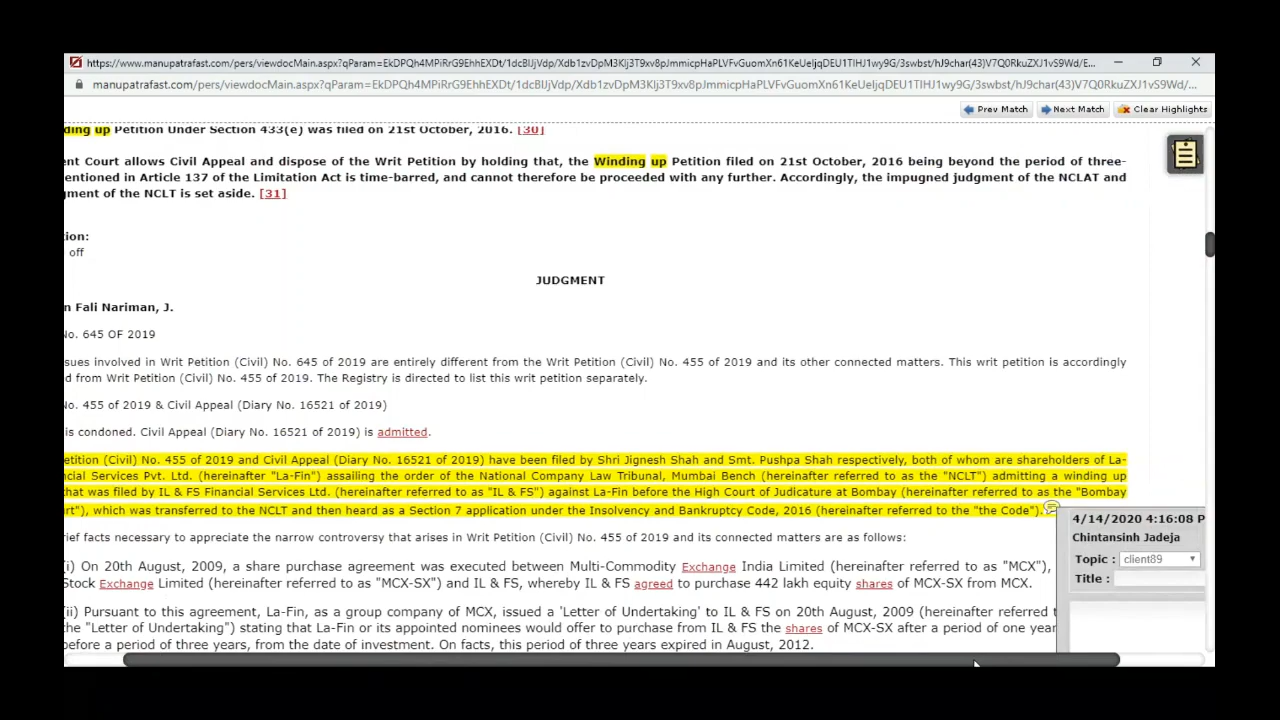 https://www.manupatrafast.com/pers/viewdocMain.aspx?qParam=EkDPQh4MPiRrG9EhhEXDt/1dcBIJjVdp/Xdb1zvDpM3KIj3T9xv8pJmmicpHaPLVFvGuomXn61KeUeljqDEU1TIHJ1wy9G/3swbst/hJ9char(43)V7Q0RkuZXJ1vS9Wd/E...
manupatrafast.com/pers/viewdocMain.aspx?qParam=EkDPQh4MPiRrG9EhhEXDt/1dcBIJjVdp/Xdb1zvDpM3KIj3T9xv8pJmmicpHaPLVFvGuomXn61KeUeljqDEU1TIHJ1wy9G/3swbst/hJ9char(43)V7Q0RkuZXJ1vS9Wd/...
Prev Match Next Match Clear Highlights
ding up Petition Under Section 433(e) was filed on 21st October, 2016. [30]
ent Court allows Civil Appeal and dispose of the Writ Petition by holding that, the Winding up Petition filed on 21st October, 2016 being beyond the period of three-
entioned in Article 137 of the Limitation Act is time-barred, and cannot therefore be proceeded with any further. Accordingly, the impugned judgment of the NCLAT and
gment of the NCLT is set aside. [31]
tion:
off
JUDGMENT
n Fali Nariman, J.
No. 645 OF 2019
sues involved in Writ Petition (Civil) No. 645 of 2019 are entirely different from the Writ Petition (Civil) No. 455 of 2019 and its other connected matters. This writ petition is accordingly
d from Writ Petition (Civil) No. 455 of 2019. The Registry is directed to list this writ petition separately.
No. 455 of 2019 & Civil Appeal (Diary No. 16521 of 2019)
is condoned. Civil Appeal (Diary No. 16521 of 2019) is admitted.
etition (Civil) No. 455 of 2019 and Civil Appeal (Diary No. 16521 of 2019) have been filed by Shri Jignesh Shah and Smt. Pushpa Shah respectively, both of whom are shareholders of La-
ncial Services Pvt. Ltd. (hereinafter "La-Fin") assailing the order of the National Company Law Tribunal, Mumbai Bench (hereinafter referred to as the "NCLT") admitting a winding up
that was filed by IL & FS Financial Services Ltd. (hereinafter referred to as "IL & FS") against La-Fin before the High Court of Judicature at Bombay (hereinafter referred to as the "Bombay
urt"), which was transferred to the NCLT and then heard as a Section 7 application under the Insolvency and Bankruptcy Code, 2016 (hereinafter referred to the "the Code").
rief facts necessary to appreciate the narrow controversy that arises in Writ Petition (Civil) No. 455 of 2019 and its connected matters are as follows:
(i) On 20th August, 2009, a share purchase agreement was executed between Multi-Commodity Exchange India Limited (hereinafter referred to as "MCX"),
Stock Exchange Limited (hereinafter referred to as "MCX-SX") and IL & FS, whereby IL & FS agreed to purchase 442 lakh equity shares of MCX-SX from MCX.
(ii) Pursuant to this agreement, La-Fin, as a group company of MCX, issued a 'Letter of Undertaking' to IL & FS on 20th August, 2009 (hereinafter referred t
the "Letter of Undertaking") stating that La-Fin or its appointed nominees would offer to purchase from IL & FS the shares of MCX-SX after a period of one year
before a period of three years, from the date of investment. On facts, this period of three years expired in August, 2012.
4/14/2020 4:16:08 P
Chintansinh Jadeja
Topic : client89
Title :